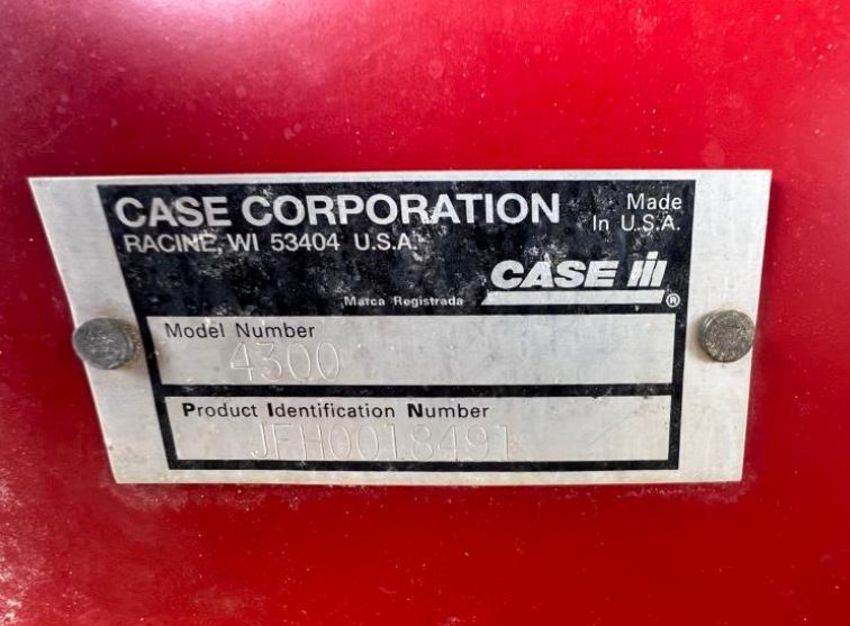 CASE CORPORATION
RACINE, WI 53404 U.S.A.
Made
In U.S.A.
CASE IH
®
Marca Registrada
Model Number
4300
Product Identification Number
JFH0018491